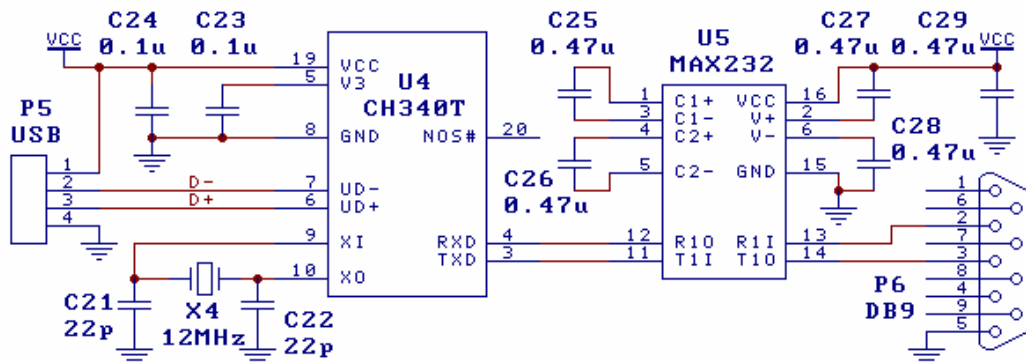 C24
0.1u
C23
0.1u
VCC
P5
USB
1
2
3
4
D-
D+
19
5
8
7
6
9
10
VCC
V3
GND
UD-
UD+
XI
XO
U4
CH340T
NOS#
20
RXD
TXD
4
3
C21
22p
X4
12MHz
C22
22p
C25
0.47u
C26
0.47u
U5
MAX232
1
3
4
5
12
11
C1+
C1-
C2+
C2-
R1O
T1I
VCC
V+
V-
GND
R1I
T1O
16
2
6
15
13
14
C27
0.47u
C29
0.47u
VCC
C28
0.47u
P6
DB9
1
6
2
7
3
8
4
9
5